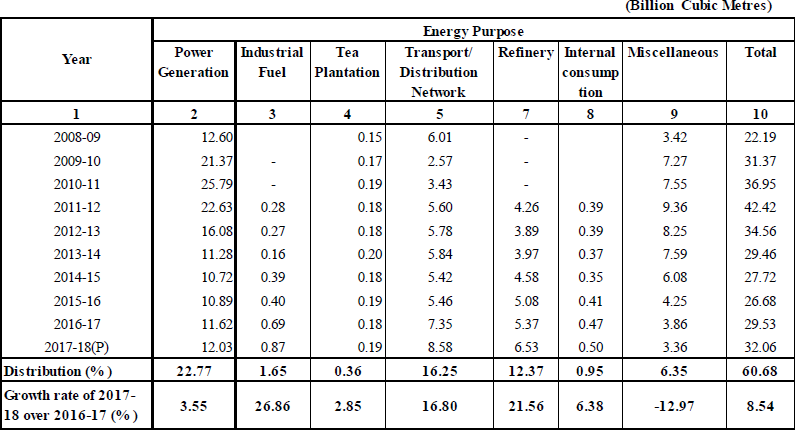 (Billion Cubic Metres)
Year Energy Purpose
Power Generation Industrial Fuel Tea Plantation Transport/ Distribution Network Refinery Internal consump tion Miscellaneous Total
1 2 3 4 5 7 8 9 10
2008-09 12.60 0.15 6.01 - 3.42 22.19
2009-10 21.37 - 0.17 2.57 - 7.27 31.37
2010-11 25.79 - 0.19 3.43 - 7.55 36.95
2011-12 22.63 0.28 0.18 5.60 4.26 0.39 9.36 42.42
2012-13 16.08 0.27 0.18 5.78 3.89 0.39 8.25 34.56
2013-14 11.28 0.16 0.20 5.84 3.97 0.37 7.59 29.46
2014-15 10.72 0.39 0.18 5.42 4.58 0.35 6.08 27.72
2015-16 10.89 0.40 0.19 5.46 5.08 0.41 4.25 26.68
2016-17 11.62 0.69 0.18 7.35 5.37 0.47 3.86 29.53
2017-18(P) 12.03 0.87 0.19 8.58 6.53 0.50 3.36 32.06
Distribution (%) 22.77 1.65 0.36 16.25 12.37 0.95 6.35 60.68
Growth rate of 2017-
18 over 2016-17 (%) 3.55 26.86 2.85 16.80 21.56 6.38 -12.97 8.54